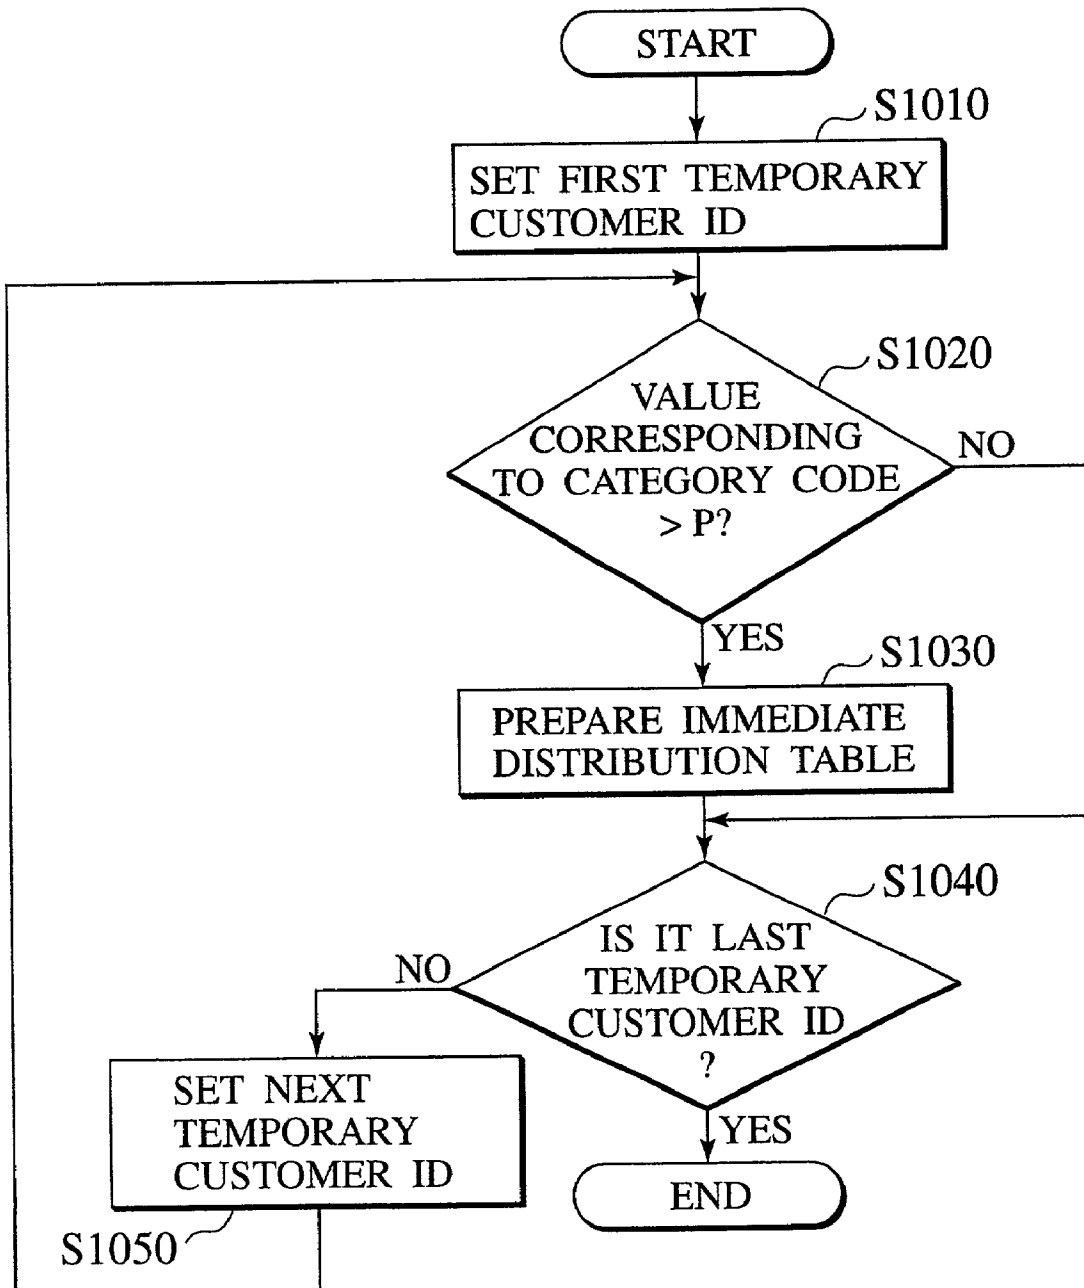 START
S1010
SET FIRST TEMPORARY
CUSTOMER ID
S1020
VALUE
CORRESPONDING
TO CATEGORY CODE
> P?
NO
YES
S1030
PREPARE IMMEDIATE
DISTRIBUTION TABLE
S1040
IS IT LAST
TEMPORARY
CUSTOMER ID
?
NO
SET NEXT
TEMPORARY
CUSTOMER ID
S1050
YES
END